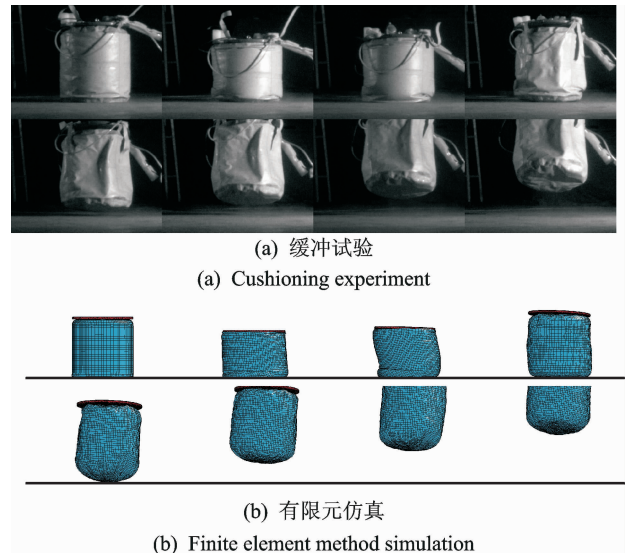 (a) 缓冲试验
(a) Cushioning experiment
(b) 有限元仿真
(b) Finite element method simulation